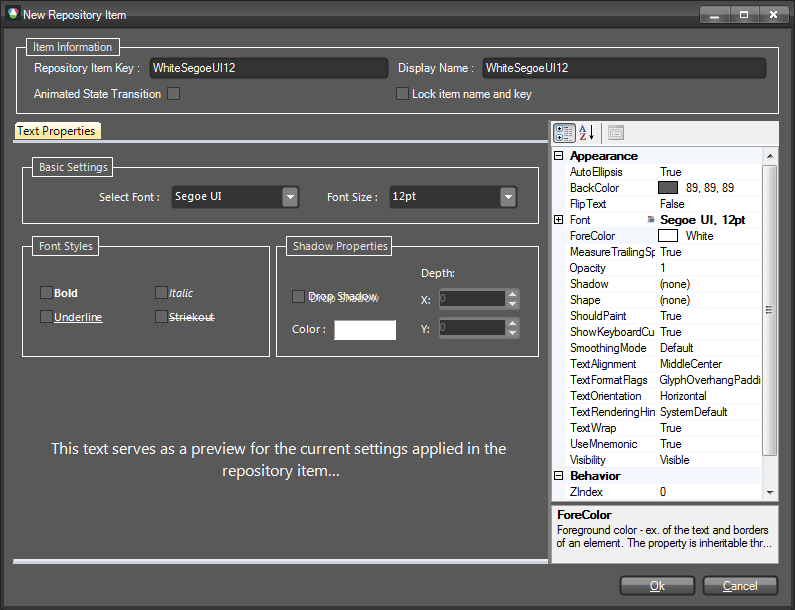 New Repository Item
Item Information
Repository Item Key : WhiteSegoeUI12 Display Name : WhiteSegoeUI12
Animated State Transition Lock item name and key
Text Properties
Basic Settings
Select Font : Segoe UI Font Size : 12pt
Font Styles
Bold Italic
Underline Striekout
Shadow Properties
Depth:
Drop Shadow X: 0
Color : Y: 0
This text serves as a preview for the current settings applied in the
repository item...
A
Z
Appearance
AutoEllipsis True
BackColor 89, 89, 89
FlipText False
Font Segoe UI, 12pt
ForeColor White
MeasureTrailingSp True
Opacity 1
Shadow (none)
Shape (none)
ShouldPaint True
ShowKeyboardCu True
SmoothingMode Default
TextAlignment MiddleCenter
TextFormatFlags GlyphOverhangPaddi
TextOrientation Horizontal
TextRenderingHin SystemDefault
TextWrap True
UseMnemonic True
Visibility Visible
Behavior
ZIndex 0
ForeColor
Foreground color - ex. of the text and borders
of an element. The property is inheritable thr...
Ok Cancel